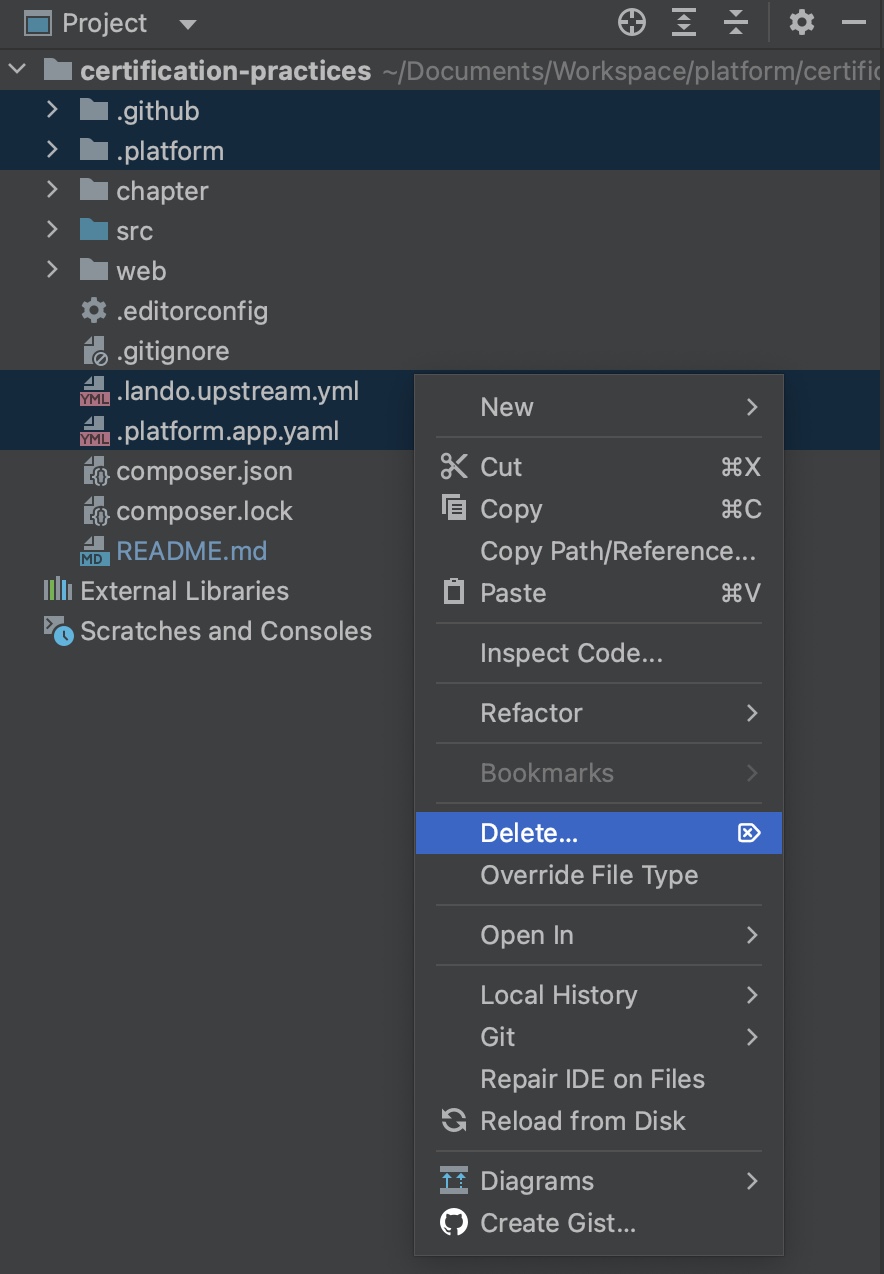 Project
certification-practices ~/Documents/Workspace/platform/certific
.github
.platform
chapter
src
web
.editorconfig
.gitignore
YML .lando.upstream.yml
YML .platform.app.yaml
composer.json
composer.lock
MD README.md
External Libraries
Scratches and Consoles
New
Cut ⌘X
Copy ⌘C
Copy Path/Reference...
Paste ⌘V
Inspect Code...
Refactor
Bookmarks
Delete... ⌦
Override File Type
Open In
Local History
Git
Repair IDE on Files
Reload from Disk
Diagrams
Create Gist...